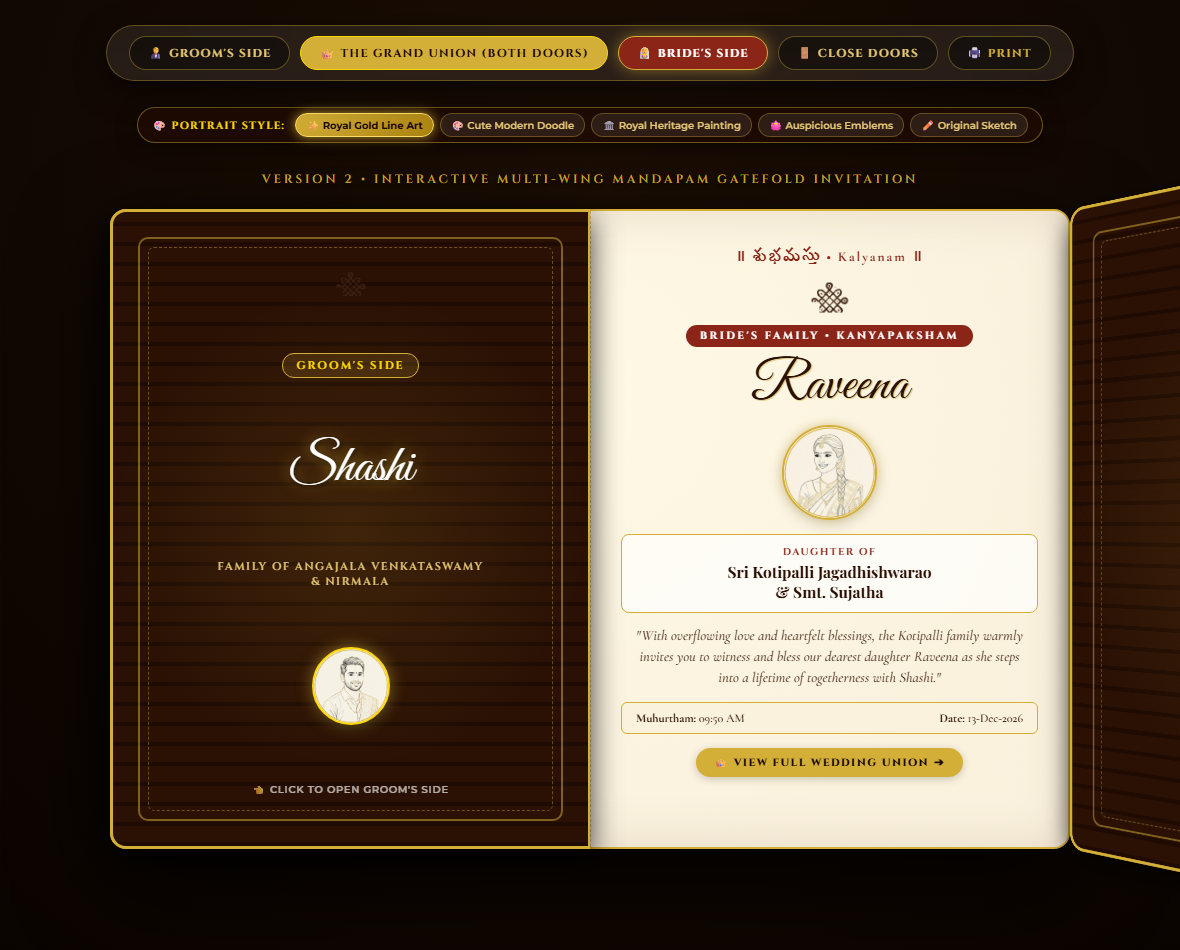 GROOM'S SIDE
THE GRAND UNION (BOTH DOORS)
BRIDE'S SIDE
CLOSE DOORS
PRINT
PORTRAIT STYLE:
Royal Gold Line Art
Cute Modern Doodle
Royal Heritage Painting
Auspicious Emblems
Original Sketch
VERSION 2 • INTERACTIVE MULTI-WING MANDAPAM GATEFOLD INVITATION
GROOM'S SIDE
Shashi
FAMILY OF ANGAJALA VENKATASWAMY
& NIRMALA
CLICK TO OPEN GROOM'S SIDE
॥ శుభమస్తు • Kalyanam ॥
BRIDE'S FAMILY • KANYAPAKSHAM
Raveena
DAUGHTER OF
Sri Kotipalli Jagadhishwarao
& Smt. Sujatha
"With overflowing love and heartfelt blessings, the Kotipalli family warmly
invites you to witness and bless our dearest daughter Raveena as she steps
into a lifetime of togetherness with Shashi."
Muhurtham: 09:50 AM
Date: 13-Dec-2026
VIEW FULL WEDDING UNION ➔